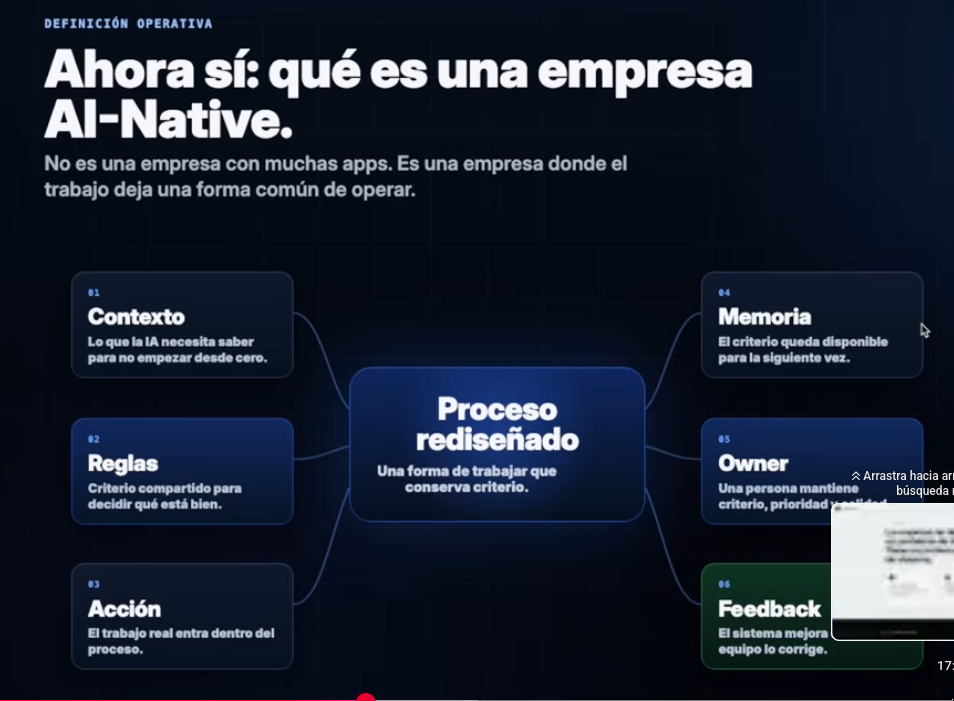 DEFINICIÓN OPERATIVA
Ahora sí: qué es una empresa
AI-Native.
No es una empresa con muchas apps. Es una empresa donde el
trabajo deja una forma común de operar.
01
Contexto
Lo que la IA necesita saber
para no empezar desde cero.
02
Reglas
Criterio compartido para
decidir qué está bien.
03
Acción
El trabajo real entra dentro del
proceso.
Proceso
rediseñado
Una forma de trabajar que
conserva criterio.
04
Memoria
El criterio queda disponible
para la siguiente vez.
05
Owner
Una persona mantiene
criterio, prioridad y
06
Feedback
El sistema mejora
equipo lo corrige.
Arrastra hacia
búsqueda
17: